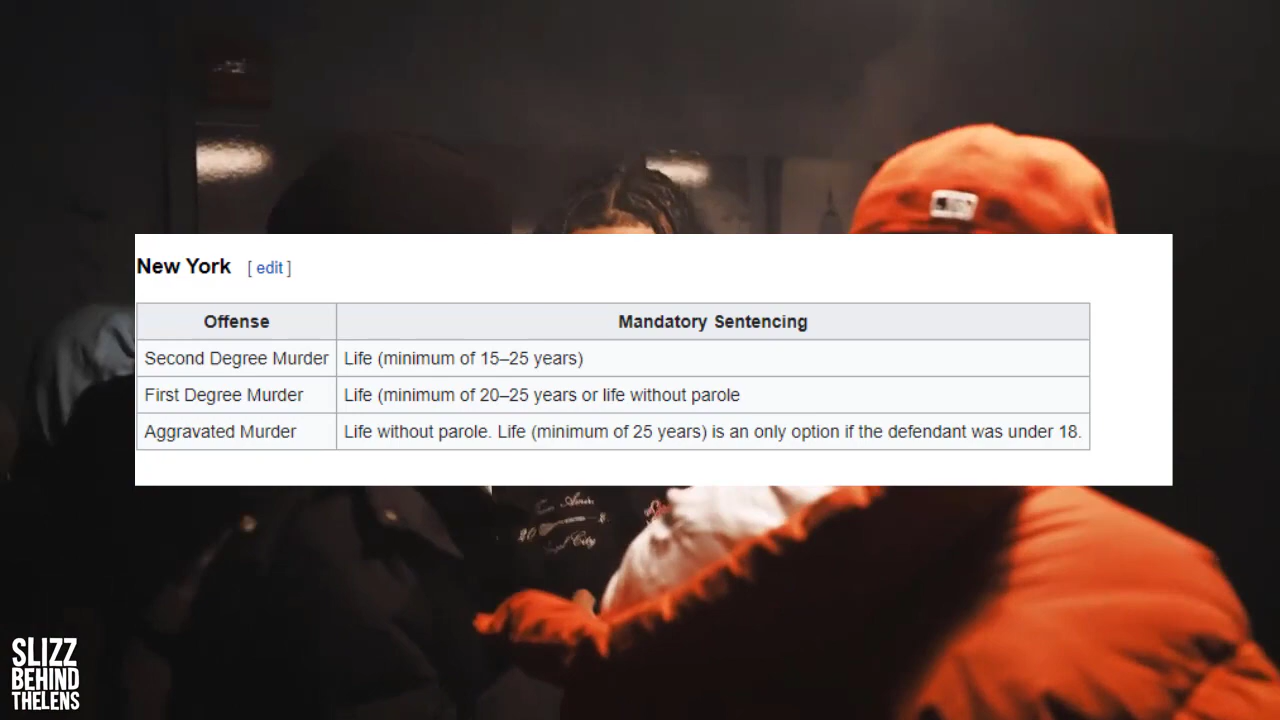 New York [ edit ]
Offense Mandatory Sentencing
Second Degree Murder Life (minimum of 15–25 years)
First Degree Murder Life (minimum of 20–25 years or life without parole
Aggravated Murder Life without parole. Life (minimum of 25 years) is an only option if the defendant was under 18.
SLIZZ
BEHIND
THELENS